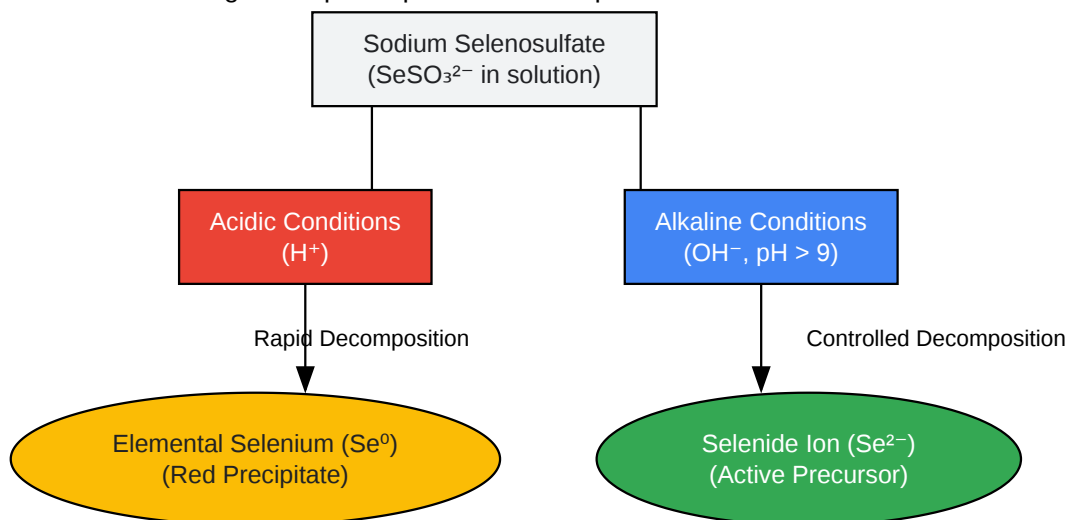 Sodium Selenosulfate
(SeSO₃²⁻ in solution)
Acidic Conditions
(H⁺)
Alkaline Conditions
(OH⁻, pH > 9)
Rapid Decomposition
Controlled Decomposition
Elemental Selenium (Se⁰)
(Red Precipitate)
Selenide Ion (Se²⁻)
(Active Precursor)